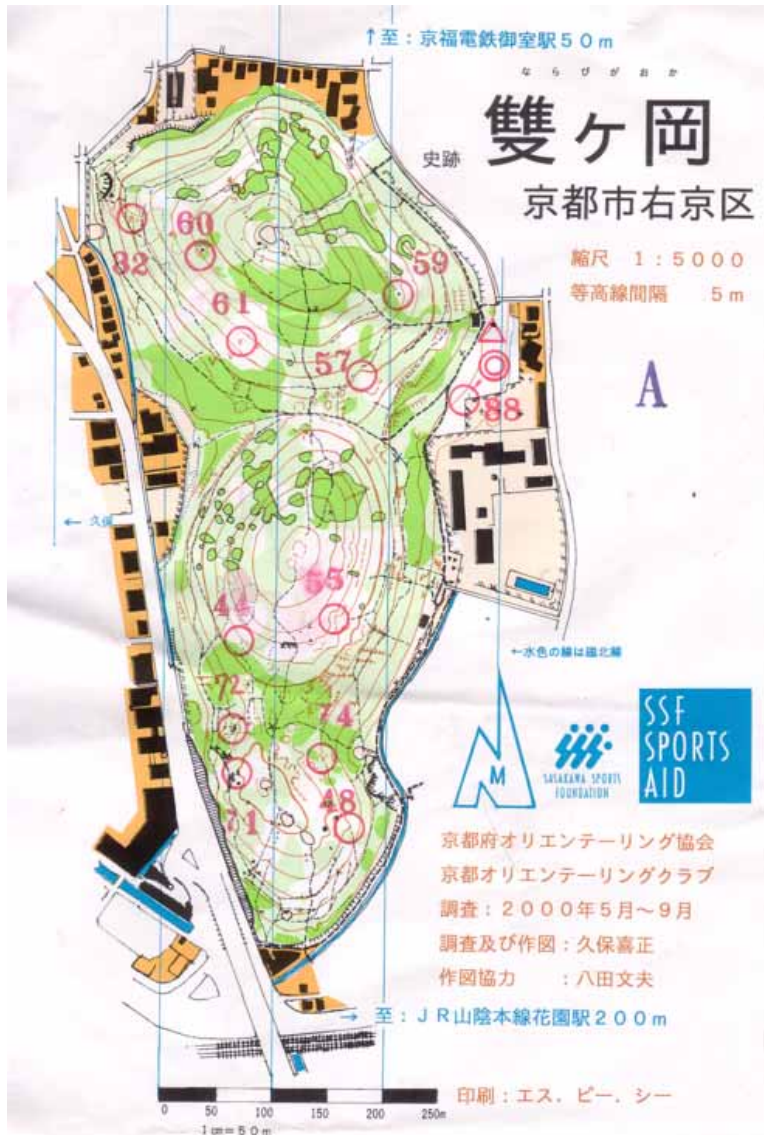 ↑至：京福電鉄御室駅５０ｍ
ならびがおか
史跡 雙ヶ岡
京都市右京区
縮尺 １：５０００
等高線間隔 ５ｍ
A
60
82
59
61
57
88
← 久保
55
44
←水色の線は磁北線
72
74
71
48
M
SASAKAWA SPORTS
FOUNDATION
SSF
SPORTS
AID
京都府オリエンテーリング協会
京都オリエンテーリングクラブ
調査：２０００年５月～９月
調査及び作図：久保喜正
作図協力 ：八田文夫
→ 至：ＪＲ山陰本線花園駅２００ｍ
印刷：エス．ピー．シー
0 50 100 150 200 250m
1cm=50m